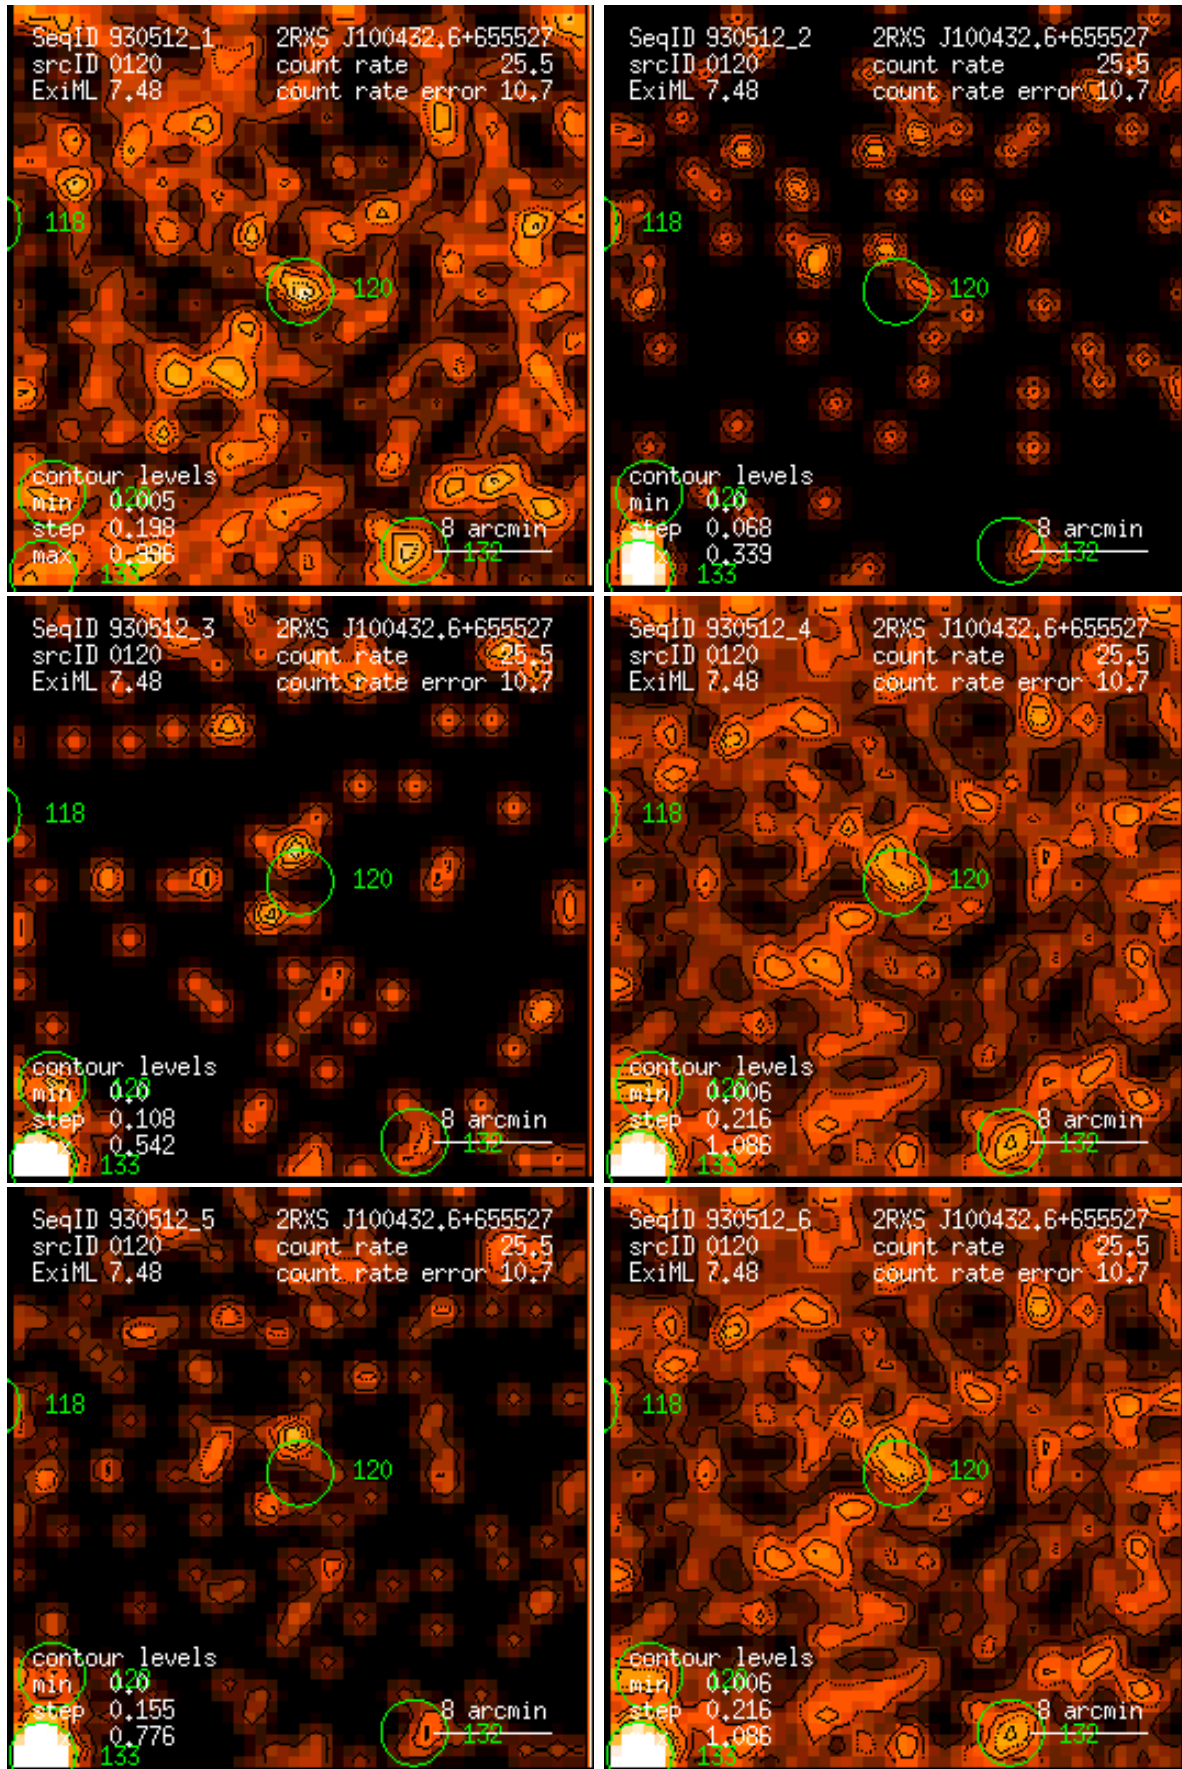 SeqID 930512_1 2RXS J100432.6+655527
srcID 0120 count rate 25.5
ExiML 7.48 count rate error 10.7
118
120
contour levels
min 0.005
step 0.198 8 arcmin
max 0.996 132
133
SeqID 930512_2 2RXS J100432.6+655527
srcID 0120 count rate 25.5
ExiML 7.48 count rate error 10.7
118
120
contour levels
min 0.0
step 0.068 8 arcmin
0.339 132
133
SeqID 930512_3 2RXS J100432.6+655527
srcID 0120 count rate 25.5
ExiML 7.48 count rate error 10.7
118
120
contour levels
min 0.0
step 0.108 8 arcmin
0.542 132
133
SeqID 930512_4 2RXS J100432.6+655527
srcID 0120 count rate 25.5
ExiML 7.48 count rate error 10.7
118
120
contour levels
min 0.006
step 0.216 8 arcmin
1.086 132
133
SeqID 930512_5 2RXS J100432.6+655527
srcID 0120 count rate 25.5
ExiML 7.48 count rate error 10.7
118
120
contour levels
min 0.0
step 0.155 8 arcmin
0.776 132
133
SeqID 930512_6 2RXS J100432.6+655527
srcID 0120 count rate 25.5
ExiML 7.48 count rate error 10.7
118
120
contour levels
min 0.006
step 0.216 8 arcmin
1.086 132
133